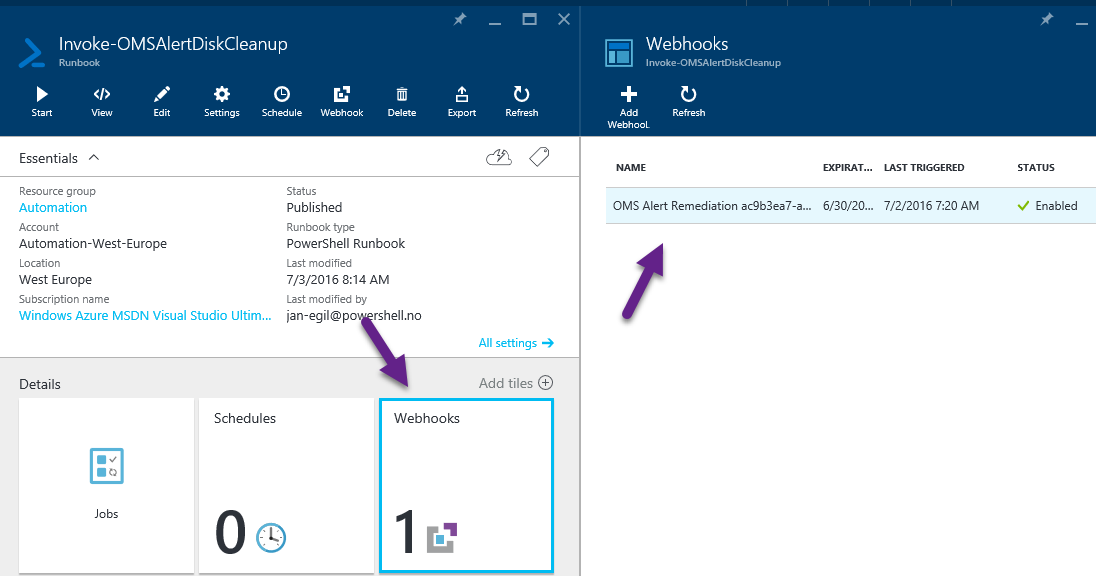 Invoke-OMSAlertDiskCleanup
Runbook
Start View Edit Settings Schedule Webhook Delete Export Refresh
Essentials
Resource group
Automation
Account
Automation-West-Europe
Location
West Europe
Subscription name
Windows Azure MSDN Visual Studio Ultim...
Status
Published
Runbook type
PowerShell Runbook
Last modified
7/3/2016 8:14 AM
Last modified by
jan-egil@powershell.no
All settings
Details
Add tiles
Jobs
Schedules
0
Webhooks
1
Webhooks
Invoke-OMSAlertDiskCleanup
Add
Webhool.
Refresh
NAME EXPIRAT... LAST TRIGGERED STATUS
OMS Alert Remediation ac9b3ea7-a... 6/30/20... 7/2/2016 7:20 AM Enabled